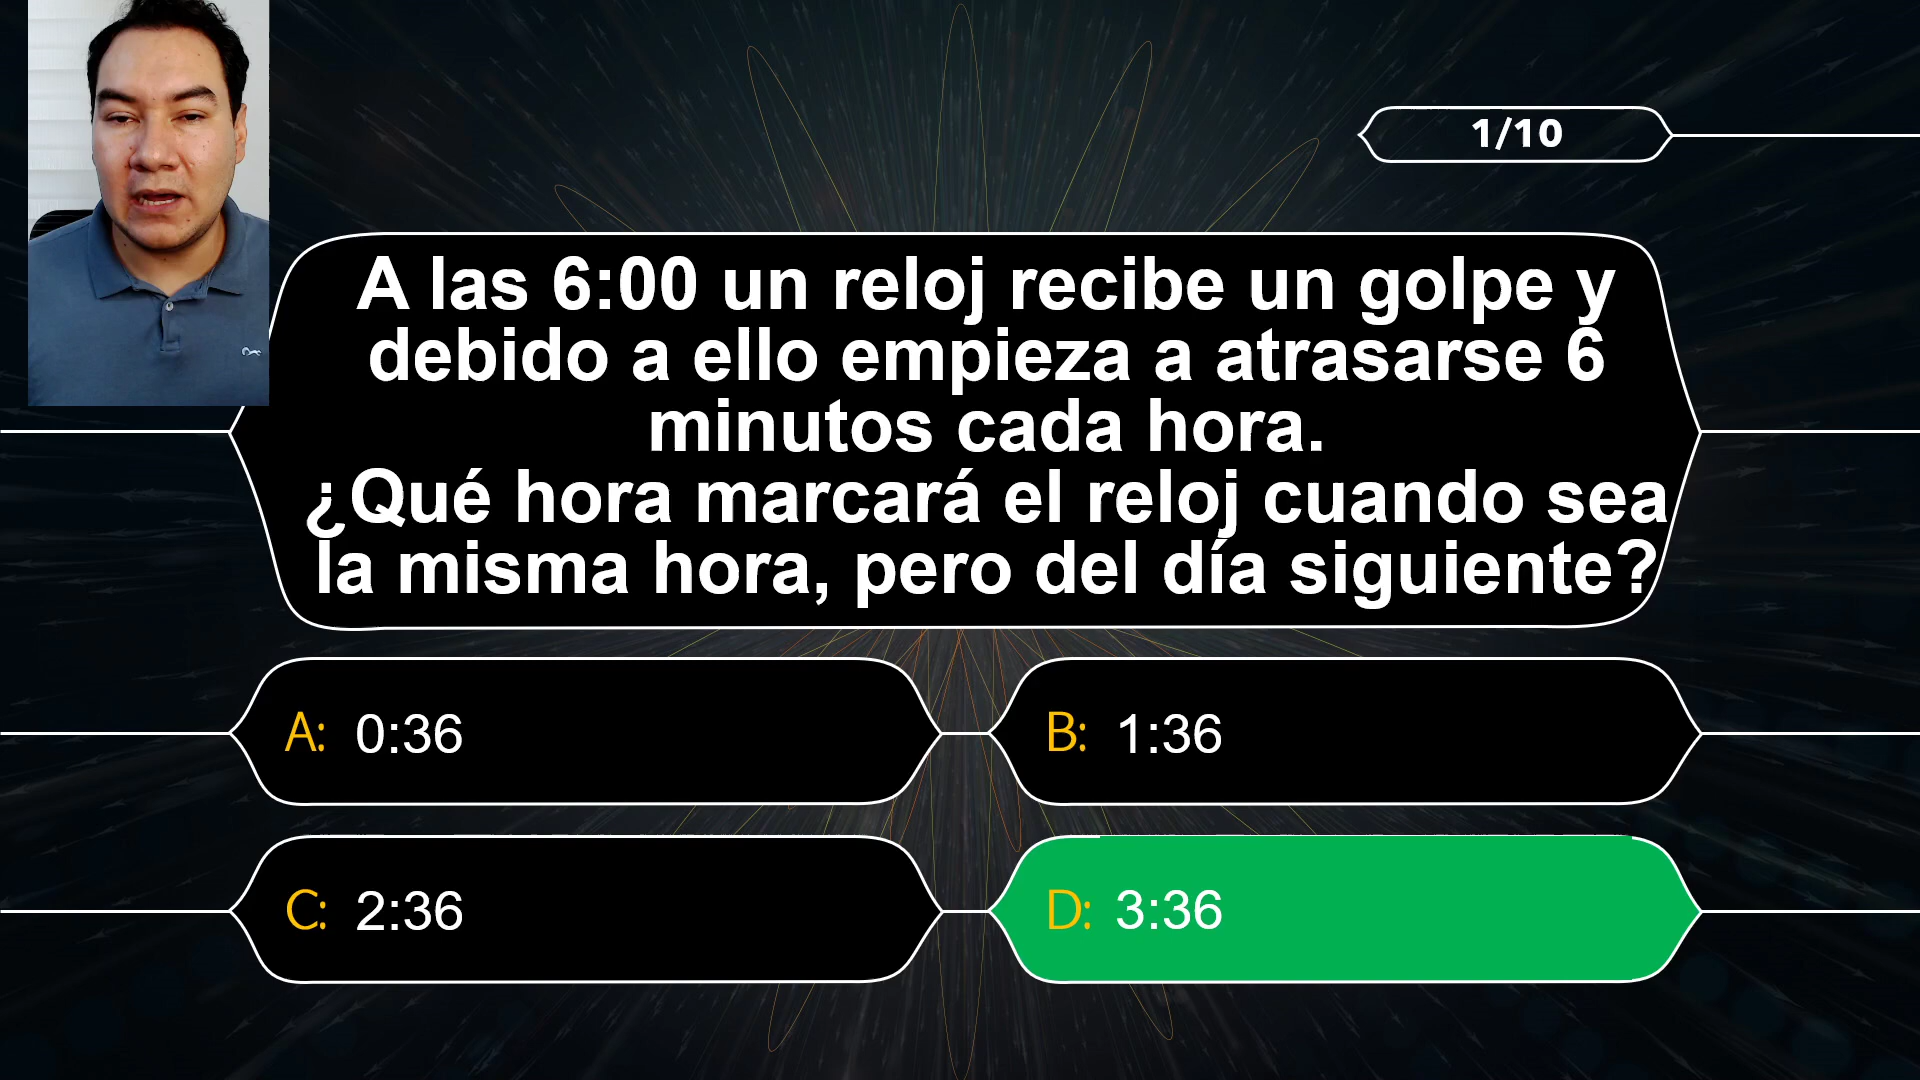 1/10
A las 6:00 un reloj recibe un golpe y
debido a ello empieza a atrasarse 6
minutos cada hora.
¿Qué hora marcará el reloj cuando sea
la misma hora, pero del día siguiente?
A: 0:36
B: 1:36
C: 2:36
D: 3:36